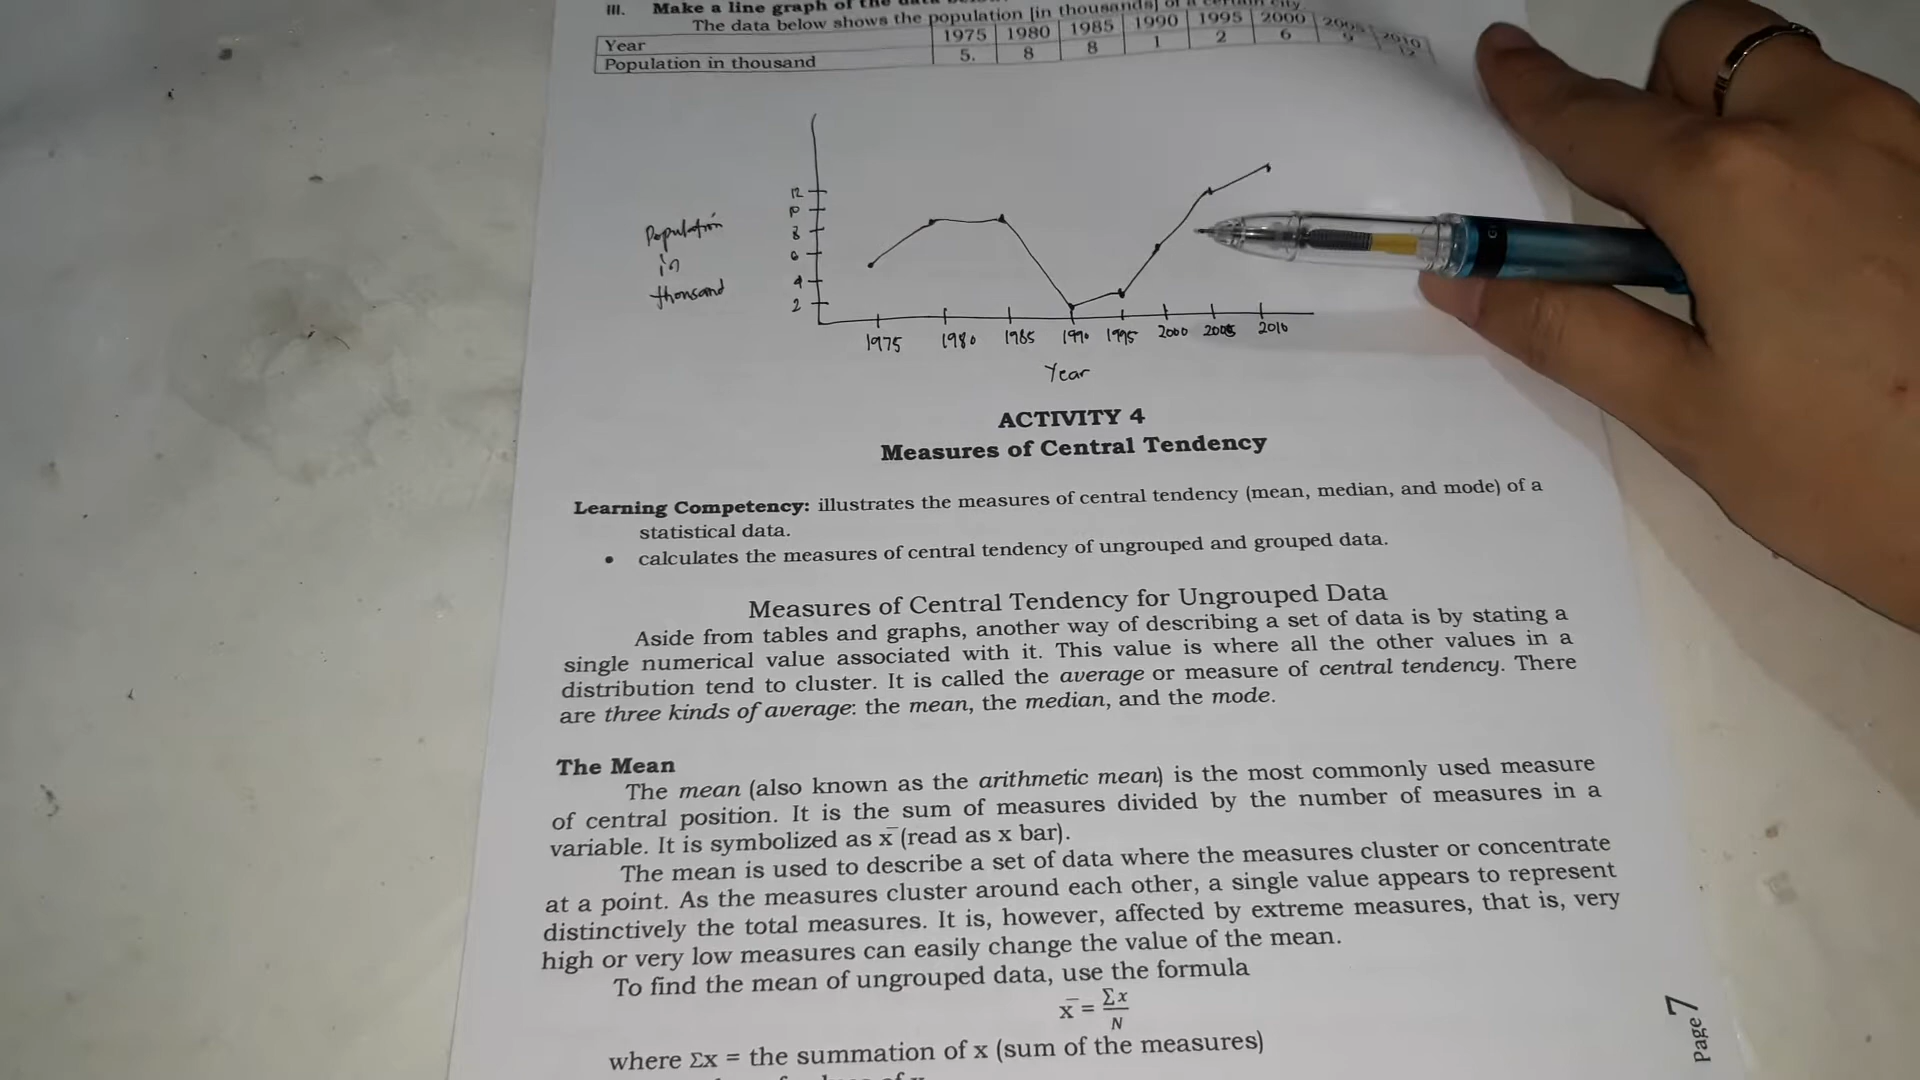 III. Make a line graph of the data
The data below shows the population [in thousands] of a certain city
Year 1975 1980 1985 1990 1995 2000 2005 2010
Population in thousand 5. 8 8 1 2 6 9 12
12
10
8
6
4
2
Population
in
thousand
1975 1980 1985 1990 1995 2000 2005 2010
Year
ACTIVITY 4
Measures of Central Tendency
Learning Competency: illustrates the measures of central tendency (mean, median, and mode) of a
statistical data.
• calculates the measures of central tendency of ungrouped and grouped data.
Measures of Central Tendency for Ungrouped Data
Aside from tables and graphs, another way of describing a set of data is by stating a
single numerical value associated with it. This value is where all the other values in a
distribution tend to cluster. It is called the average or measure of central tendency. There
are three kinds of average: the mean, the median, and the mode.
The Mean
The mean (also known as the arithmetic mean) is the most commonly used measure
of central position. It is the sum of measures divided by the number of measures in a
variable. It is symbolized as x̄ (read as x bar).
The mean is used to describe a set of data where the measures cluster or concentrate
at a point. As the measures cluster around each other, a single value appears to represent
distinctively the total measures. It is, however, affected by extreme measures, that is, very
high or very low measures can easily change the value of the mean.
To find the mean of ungrouped data, use the formula
x̄ = Σx
N
where Σx = the summation of x (sum of the measures)
Page 7